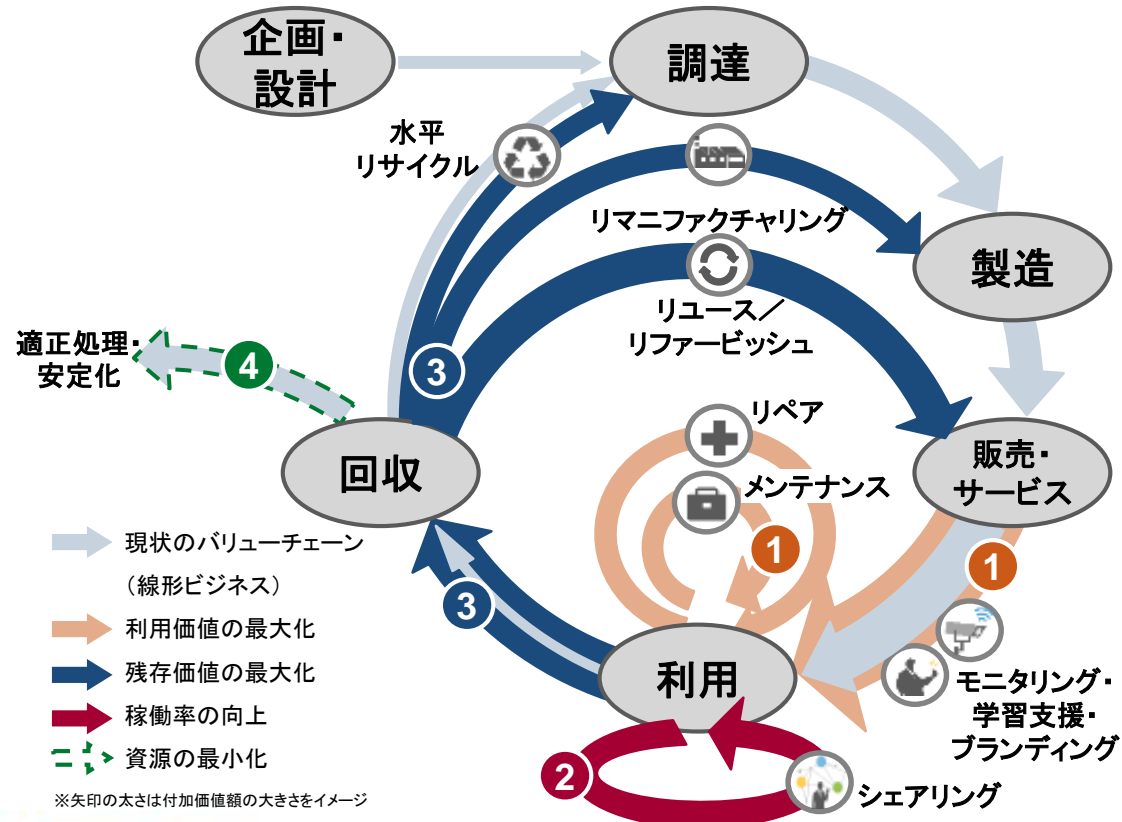 企画・
設計
調達
水平
リサイクル
リマニファクチャリング
製造
リユース／
リファービッシュ
適正処理・
安定化
4
3
リペア
回収
メンテナンス
販売・
サービス
1
1
現状のバリューチェーン
（線形ビジネス）
利用価値の最大化
残存価値の最大化
稼働率の向上
資源の最小化
※矢印の太さは付加価値額の大きさをイメージ
3
利用
モニタリング・
学習支援・
ブランディング
2
シェアリング